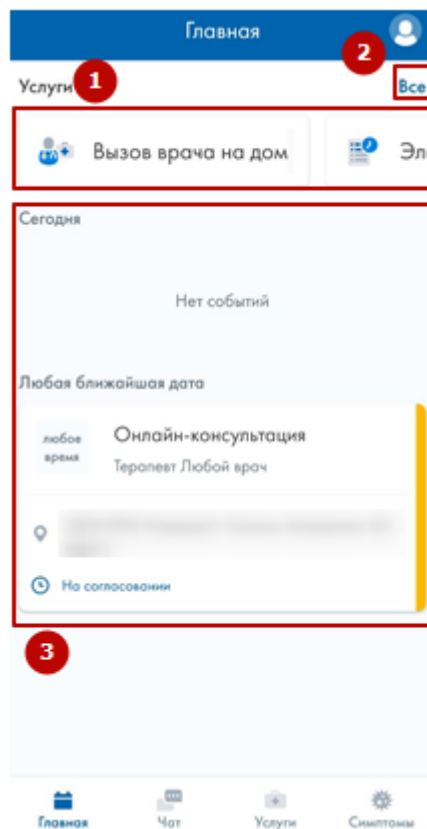 Главная
2
Услуги
1
Все
Вызов врача на дом
Эл
Сегодня
Нет событий
Любая ближайшая дата
любое
время
Онлайн-консультация
Терапевт Любой врач
На согласовании
3
Главная
Чат
Услуги
Симптомы